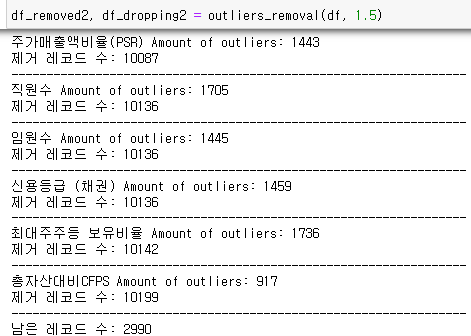 df_removed2, df_dropping2 = outliers_removal(df, 1.5)
주가매출액비율(PSR) Amount of outliers: 1443
제거 레코드 수: 10087
--------------------------------------------------------------
직원수 Amount of outliers: 1705
제거 레코드 수: 10136
--------------------------------------------------------------
임원수 Amount of outliers: 1445
제거 레코드 수: 10136
--------------------------------------------------------------
신용등급 (채권) Amount of outliers: 1459
제거 레코드 수: 10136
--------------------------------------------------------------
최대주주등 보유비율 Amount of outliers: 1736
제거 레코드 수: 10142
--------------------------------------------------------------
총자산대비CFPS Amount of outliers: 917
제거 레코드 수: 10199
--------------------------------------------------------------
남은 레코드 수: 2990